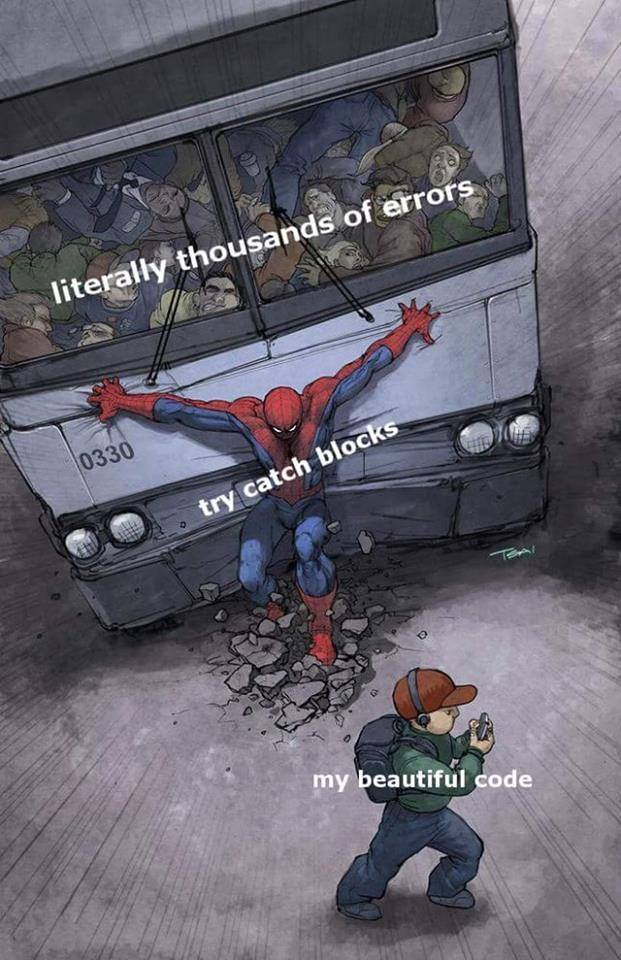 literally thousands of errors
0330
try catch blocks
my beautiful code